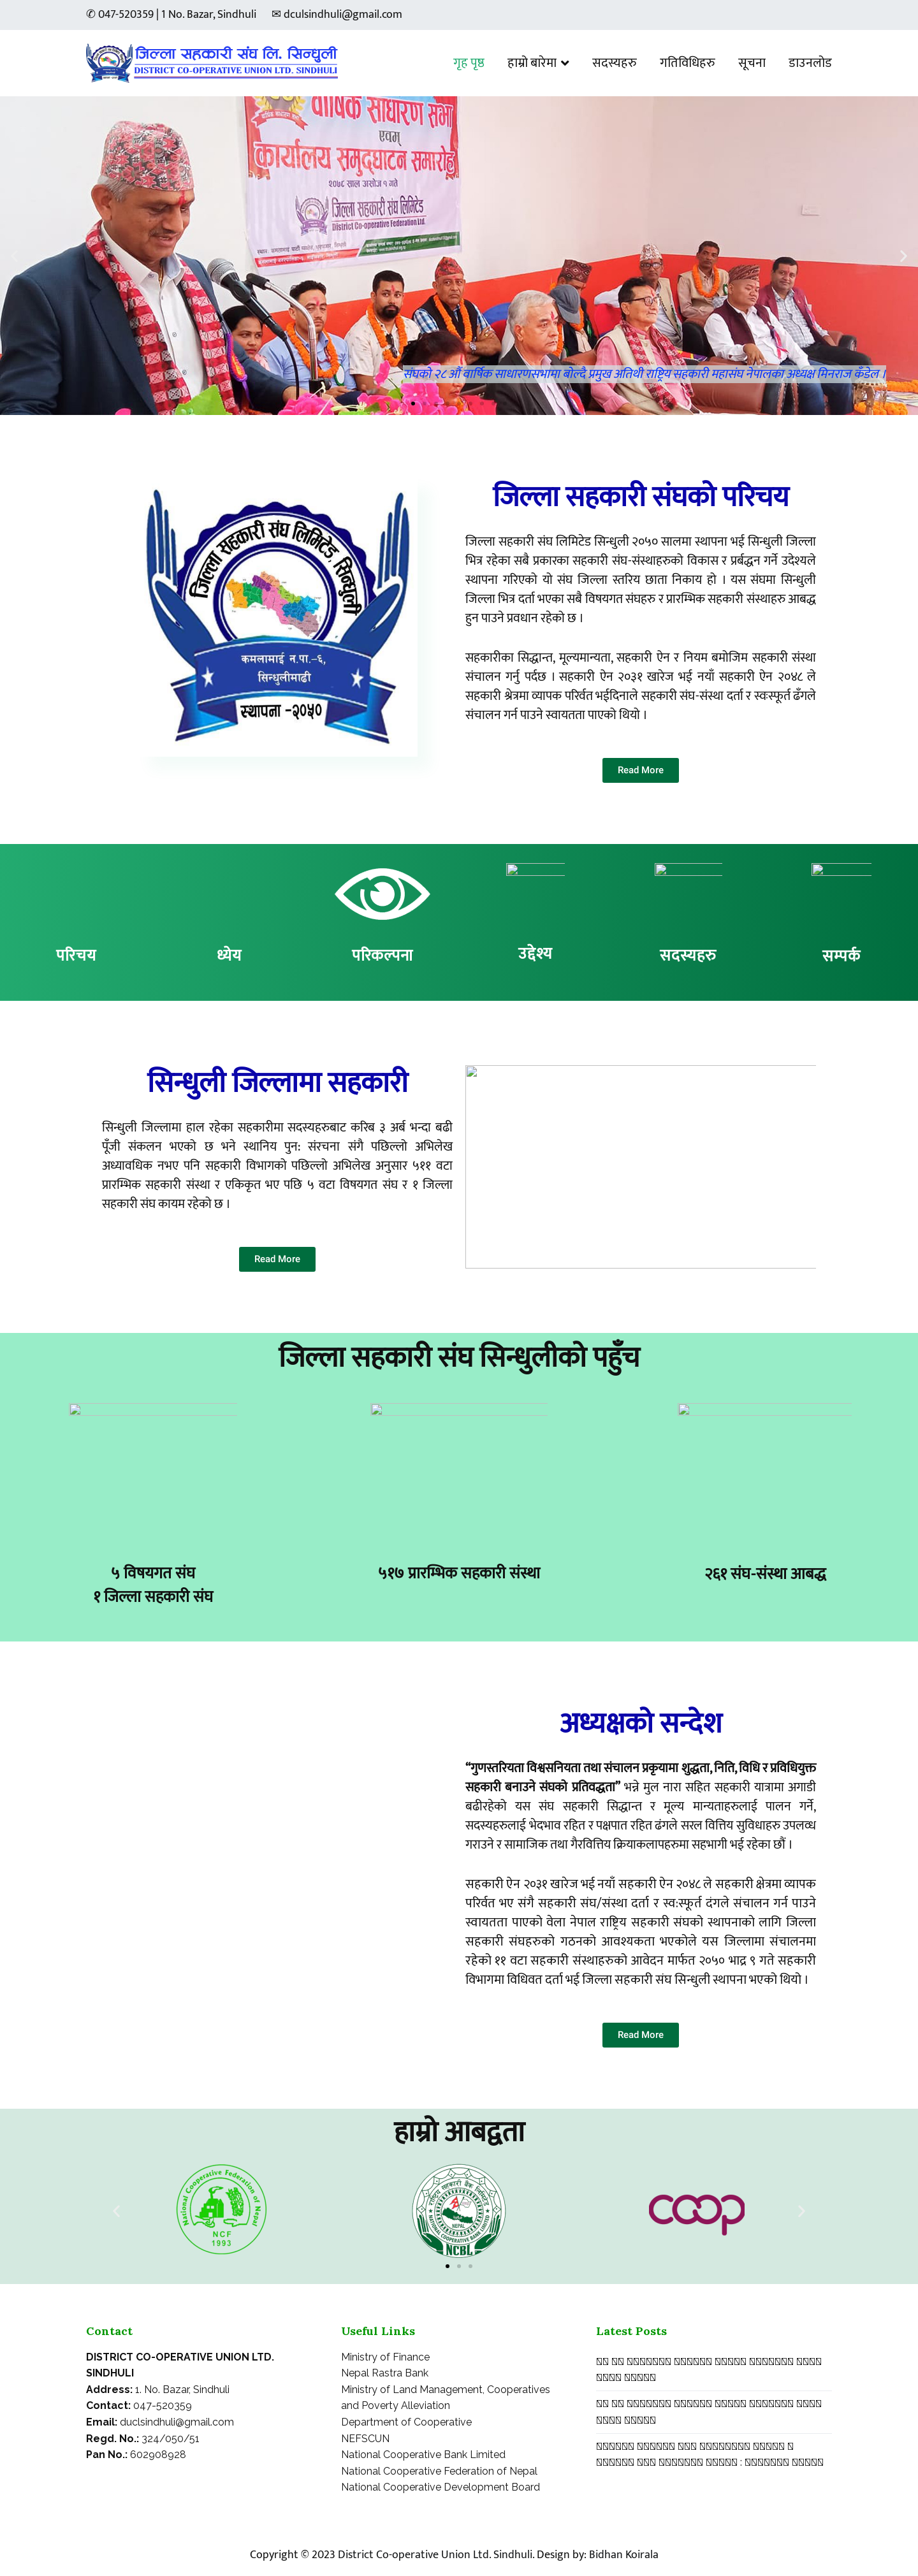 ✆ 047-520359 | 1 No. Bazar, Sindhuli ✉ dculsindhuli@gmail.com
जिल्ला सहकारी संघ लि. सिन्धुली
DISTRICT CO-OPERATIVE UNION LTD. SINDHULI
गृह पृष्ठ हाम्रो बारेमा सदस्यहरु गतिविधिहरु सूचना डाउनलोड
वार्षिक साधारण सभा
एवम्
कार्यालय समुद्घाटन समारोह
जिल्ला सहकारी संघ लिमिटेड
District Co-operative Federation Ltd.
संघको २८ औं वार्षिक साधारणसभामा बोल्दै प्रमुख अतिथी राष्ट्रिय सहकारी महासंघ नेपालका अध्यक्ष मिनराज कँडेल ।
जिल्ला सहकारी संघ लिमिटेड, सिन्धुली
कमलामाई न.पा.-६,
सिन्धुलीमाढी
स्थापना -२०५०
जिल्ला सहकारी संघको परिचय
जिल्ला सहकारी संघ लिमिटेड सिन्धुली २०५० सालमा स्थापना भई सिन्धुली जिल्ला
भित्र रहेका सबै प्रकारका सहकारी संघ-संस्थाहरुको विकास र प्रर्बद्धन गर्ने उदेश्यले
स्थापना गरिएको यो संघ जिल्ला स्तरिय छाता निकाय हो । यस संघमा सिन्धुली
जिल्ला भित्र दर्ता भएका सबै विषयगत संघहरु र प्रारम्भिक सहकारी संस्थाहरु आबद्ध
हुन पाउने प्रवधान रहेको छ ।
सहकारीका सिद्धान्त, मूल्यमान्यता, सहकारी ऐन र नियम बमोजिम सहकारी संस्था
संचालन गर्नु पर्दछ । सहकारी ऐन २०३१ खारेज भई नयाँ सहकारी ऐन २०४८ ले
सहकारी श्रेत्रमा व्यापक परिर्वत भईदिनाले सहकारी संघ-संस्था दर्ता र स्वःस्फूर्त ढँगले
संचालन गर्न पाउने स्वायतता पाएको थियो ।
Read More
परिचय ध्येय परिकल्पना उद्देश्य सदस्यहरु सम्पर्क
सिन्धुली जिल्लामा सहकारी
सिन्धुली जिल्लामा हाल रहेका सहकारीमा सदस्यहरुबाट करिब ३ अर्ब भन्दा बढी
पूँजी संकलन भएको छ भने स्थानिय पुन: संरचना संगै पछिल्लो अभिलेख
अध्यावधिक नभए पनि सहकारी विभागको पछिल्लो अभिलेख अनुसार ५११ वटा
प्रारम्भिक सहकारी संस्था र एकिकृत भए पछि ५ वटा विषयगत संघ र १ जिल्ला
सहकारी संघ कायम रहेको छ ।
Read More
जिल्ला सहकारी संघ सिन्धुलीको पहुँच
५ विषयगत संघ
१ जिल्ला सहकारी संघ
५१७ प्रारम्भिक सहकारी संस्था
२६१ संघ-संस्था आबद्ध
अध्यक्षको सन्देश
“गुणस्तरियता विश्वसनियता तथा संचालन प्रकृयामा शुद्धता, निति, विधि र प्रविधियुक्त
सहकारी बनाउने संघको प्रतिवद्धता” भन्ने मुल नारा सहित सहकारी यात्रामा अगाडी
बढीरहेको यस संघ सहकारी सिद्धान्त र मूल्य मान्यताहरुलाई पालन गर्ने,
सदस्यहरुलाई भेदभाव रहित र पक्षपात रहित ढंगले सरल वित्तिय सुविधाहरु उपलव्ध
गराउने र सामाजिक तथा गैरवित्तिय क्रियाकलापहरुमा सहभागी भई रहेका छौं ।
सहकारी ऐन २०३१ खारेज भई नयाँ सहकारी ऐन २०४८ ले सहकारी क्षेत्रमा व्यापक
परिर्वत भए संगै सहकारी संघ/संस्था दर्ता र स्व:स्फूर्त दंगले संचालन गर्न पाउने
स्वायतता पाएको वेला नेपाल राष्ट्रिय सहकारी संघको स्थापनाको लागि जिल्ला
सहकारी संघहरुको गठनको आवश्यकता भएकोले यस जिल्लामा संचालनमा
रहेको ११ वटा सहकारी संस्थाहरुको आवेदन मार्फत २०५० भाद्र ९ गते सहकारी
विभागमा विधिवत दर्ता भई जिल्ला सहकारी संघ सिन्धुली स्थापना भएको थियो ।
Read More
हाम्रो आबद्वता
National Cooperative Federation of Nepal
NCF
1993
NATIONAL COOPERATIVE BANK LTD.
NCBL
coop
Contact
DISTRICT CO-OPERATIVE UNION LTD.
SINDHULI
Address: 1. No. Bazar, Sindhuli
Contact: 047-520359
Email: duclsindhuli@gmail.com
Regd. No.: 324/050/51
Pan No.: 602908928
Useful Links
Ministry of Finance
Nepal Rastra Bank
Ministry of Land Management, Cooperatives
and Poverty Alleviation
Department of Cooperative
NEFSCUN
National Cooperative Bank Limited
National Cooperative Federation of Nepal
National Cooperative Development Board
Latest Posts
Copyright © 2023 District Co-operative Union Ltd. Sindhuli. Design by: Bidhan Koirala